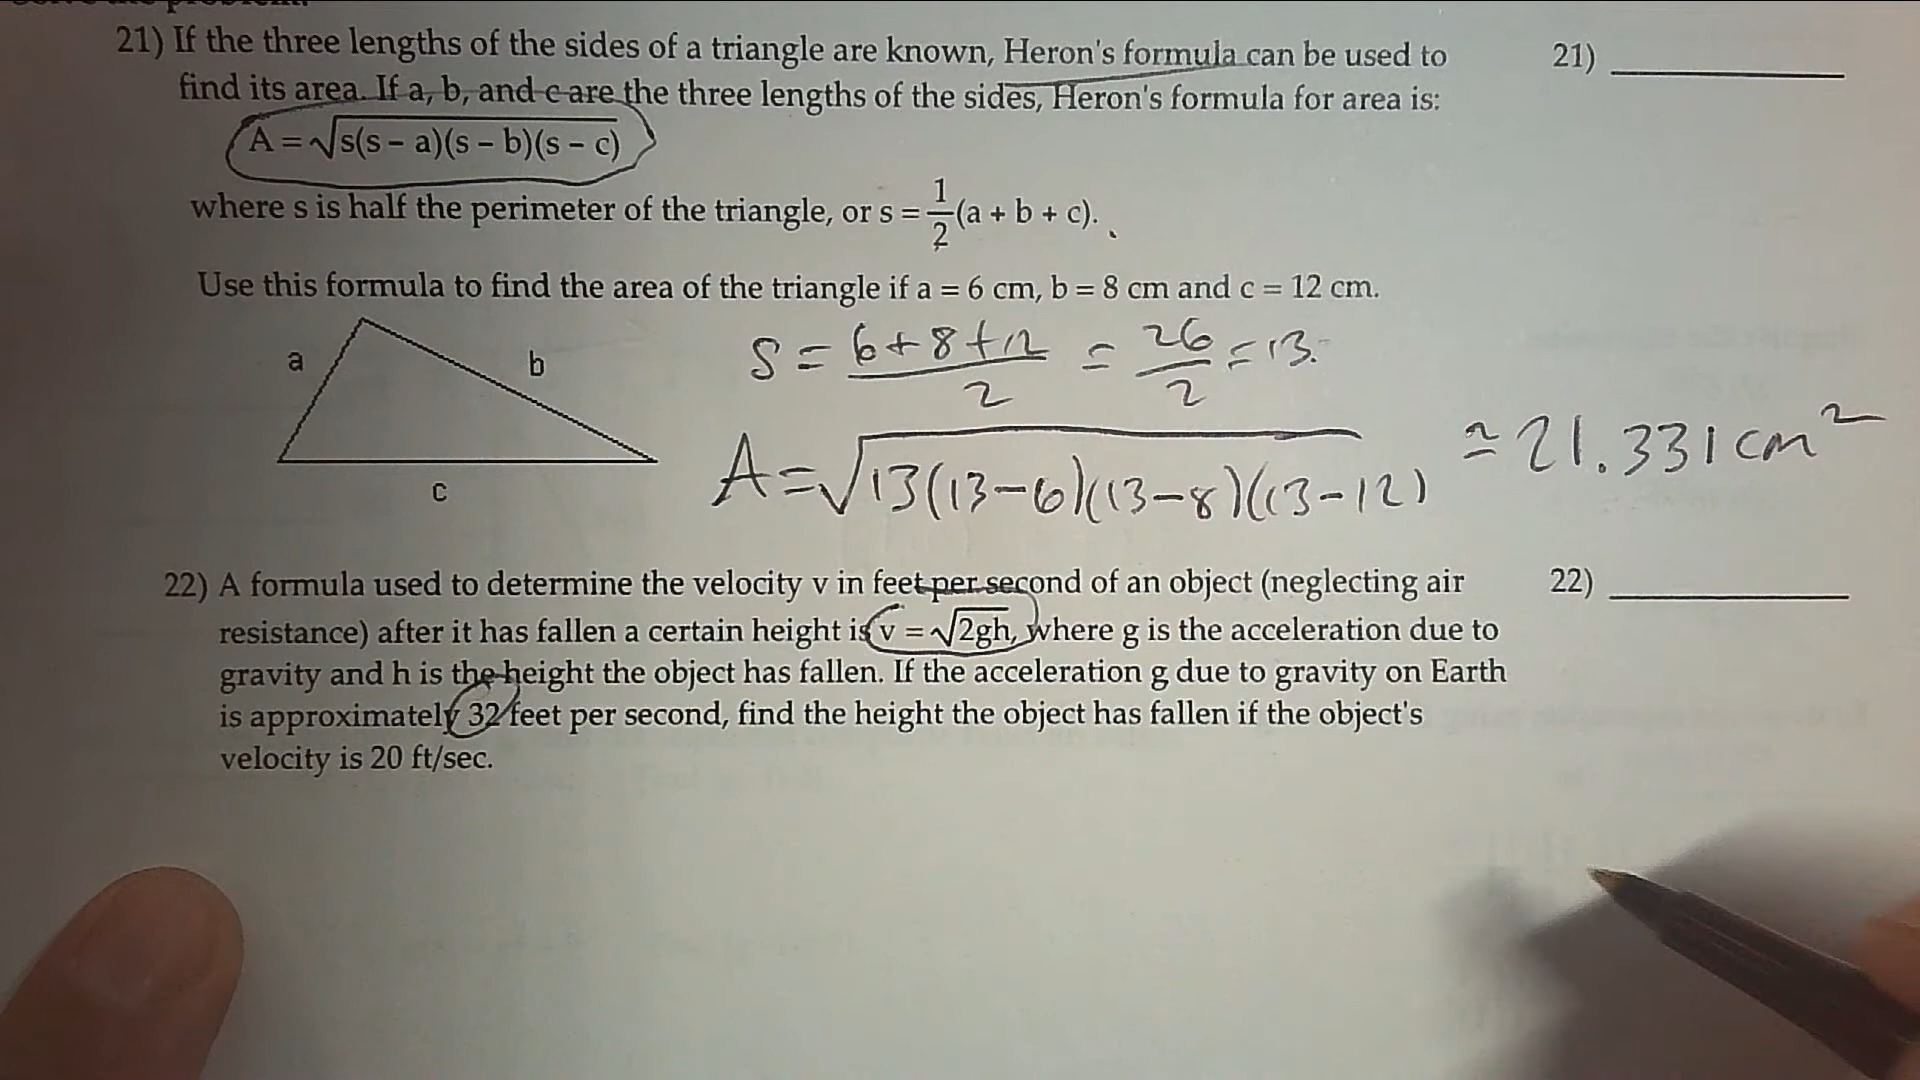 21) If the three lengths of the sides of a triangle are known, Heron's formula can be used to
21) ________
find its area. If a, b, and c are the three lengths of the sides, Heron's formula for area is:
A = √s(s - a)(s - b)(s - c)
where s is half the perimeter of the triangle, or s = 1/2(a + b + c).
Use this formula to find the area of the triangle if a = 6 cm, b = 8 cm and c = 12 cm.
a
b
c
S = 6+8+12/2 = 26/2 = 13.
A = √13(13-6)(13-8)(13-12) ≈ 21.331 cm²
22) A formula used to determine the velocity v in feet per second of an object (neglecting air
22) ________
resistance) after it has fallen a certain height is v = √2gh, where g is the acceleration due to
gravity and h is the height the object has fallen. If the acceleration g due to gravity on Earth
is approximately 32 feet per second, find the height the object has fallen if the object's
velocity is 20 ft/sec.